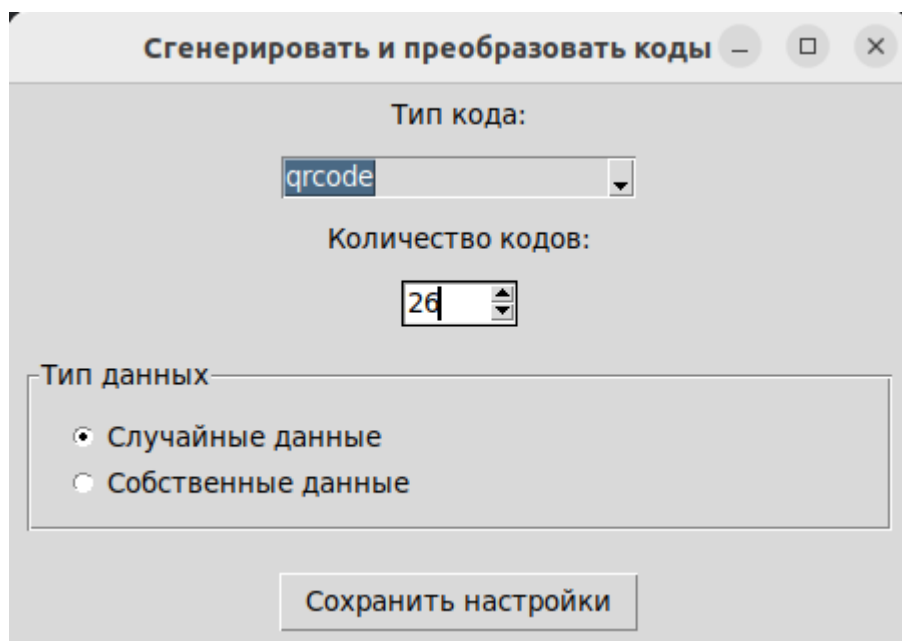 Сгенерировать и преобразовать коды
Тип кода:
qrcode
Количество кодов:
26
Тип данных
Случайные данные
Собственные данные
Сохранить настройки